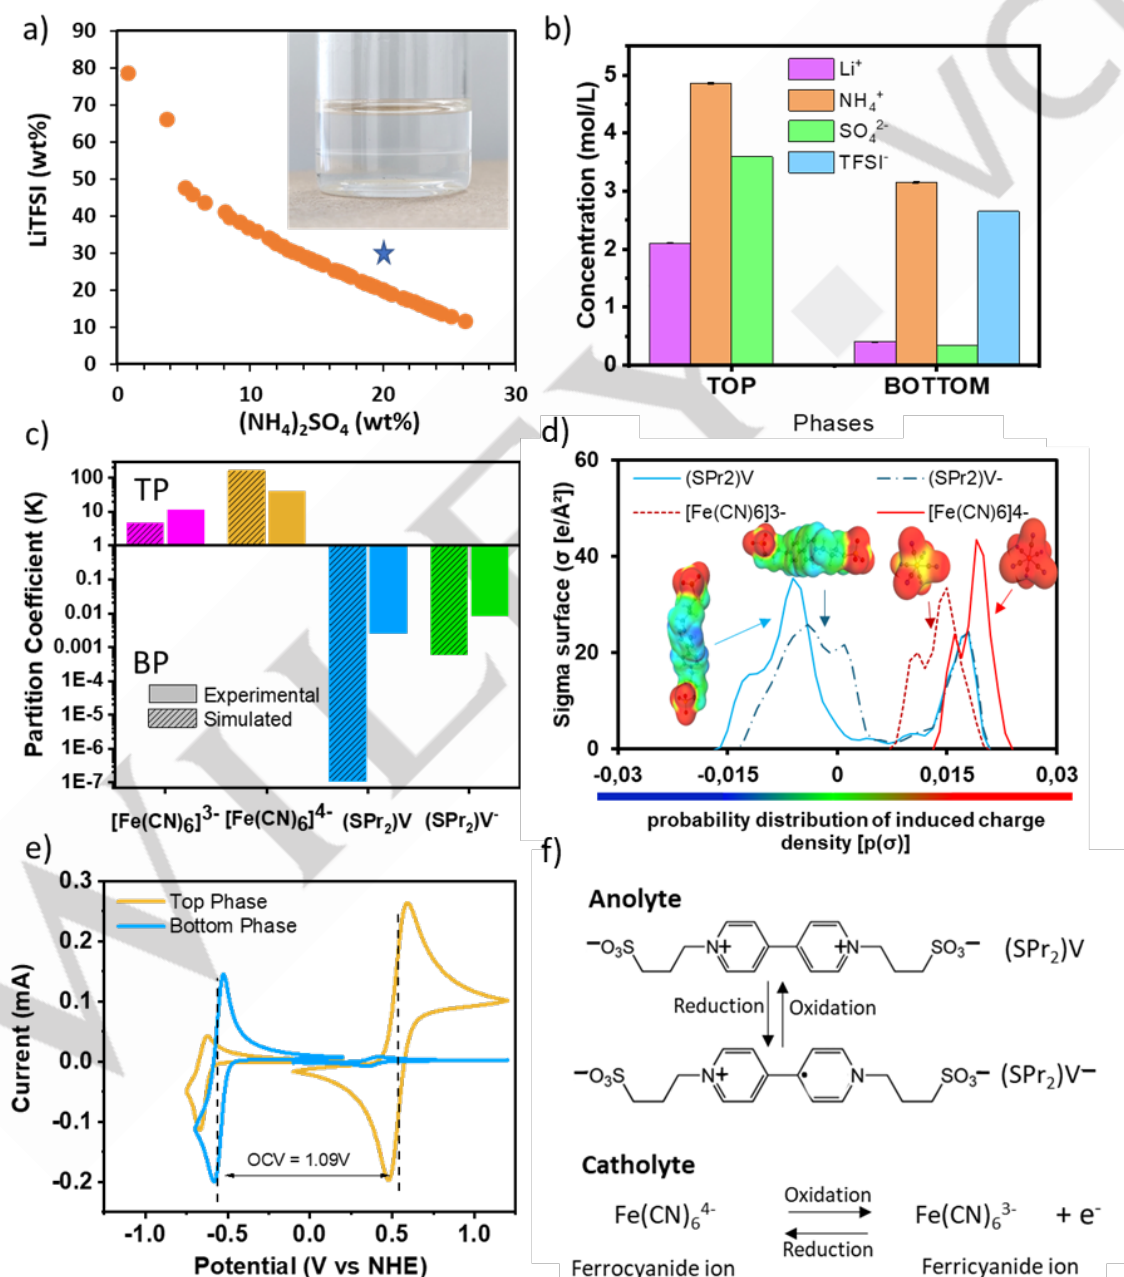 a)
90
80
70
60
50
40
30
20
10
0
0
10
20
30
LiTFSI (wt%)
(NH₄)₂SO₄ (wt%)
b)
Li⁺
NH₄⁺
SO₄²⁻
TFSI⁻
5
4
3
2
1
0
Concentration (mol/L)
TOP
BOTTOM
Phases
c)
100
10
1
0.1
0.01
0.001
1E-4
1E-5
1E-6
1E-7
Partition Coefficient (K)
TP
BP
Experimental
Simulated
[Fe(CN)₆]³⁻ [Fe(CN)₆]⁴⁻ (SPr₂)V (SPr₂)V⁻
d)
60
40
20
0
Sigma surface (σ [e/Å²])
(SPr2)V
(SPr2)V-
[Fe(CN)6]3-
[Fe(CN)6]4-
-0,03
-0,015
0
0,015
0,03
probability distribution of induced charge
density [p(σ)]
e)
0.3
0.2
0.1
0.0
-0.1
-0.2
Current (mA)
Top Phase
Bottom Phase
OCV = 1.09V
-1.0
-0.5
0.0
0.5
1.0
Potential (V vs NHE)
f)
Anolyte
⁻O₃S
N⁺
⁺N
SO₃⁻
(SPr₂)V
Reduction
Oxidation
⁻O₃S
N⁺
N
SO₃⁻
(SPr₂)V⁻
Catholyte
Fe(CN)₆⁴⁻
Oxidation
Reduction
Fe(CN)₆³⁻ + e⁻
Ferrocyanide ion
Ferricyanide ion
WILEY-VC